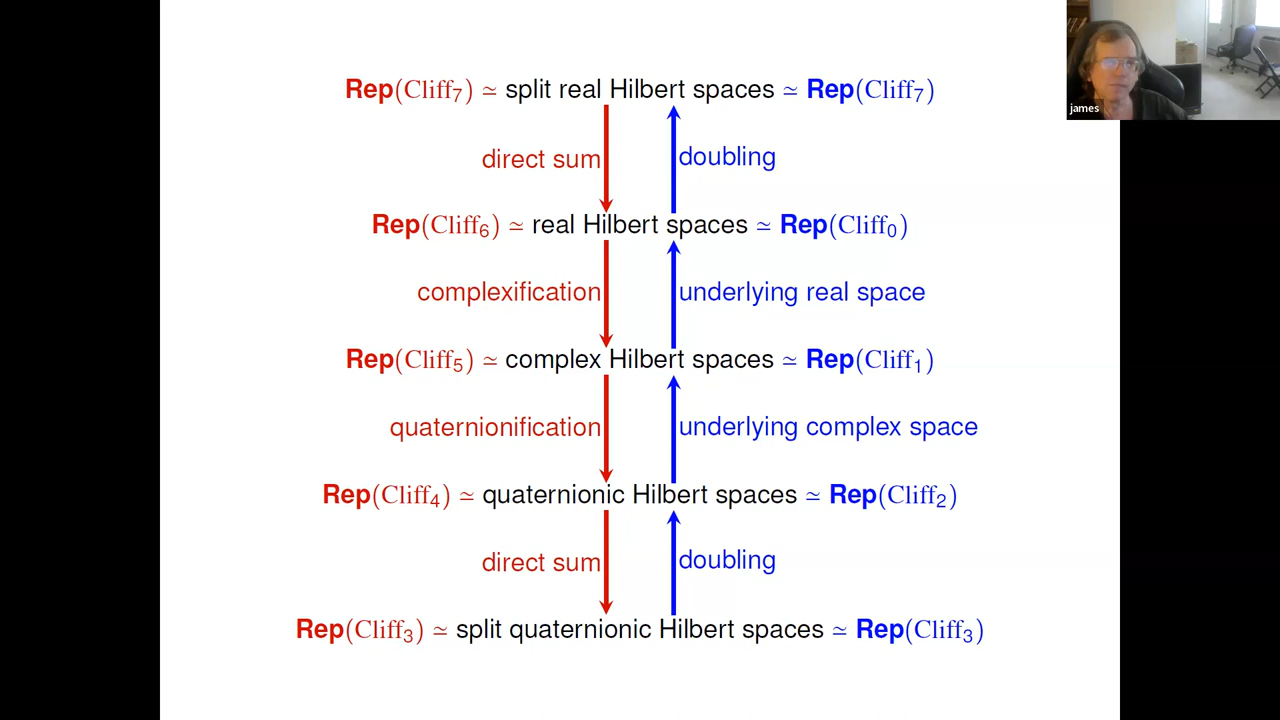 Rep(Cliff₇) ≃ split real Hilbert spaces ≃ Rep(Cliff₇)
james
direct sum doubling
Rep(Cliff₆) ≃ real Hilbert spaces ≃ Rep(Cliff₀)
complexification underlying real space
Rep(Cliff₅) ≃ complex Hilbert spaces ≃ Rep(Cliff₁)
quaternionification underlying complex space
Rep(Cliff₄) ≃ quaternionic Hilbert spaces ≃ Rep(Cliff₂)
direct sum doubling
Rep(Cliff₃) ≃ split quaternionic Hilbert spaces ≃ Rep(Cliff₃)